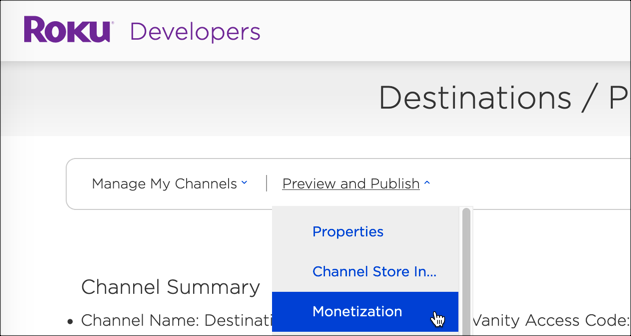 Roku Developers
Destinations / P
Manage My Channels Preview and Publish
Properties
Channel Store In...
Channel Summary
Monetization
• Channel Name: Destinati Vanity Access Code: